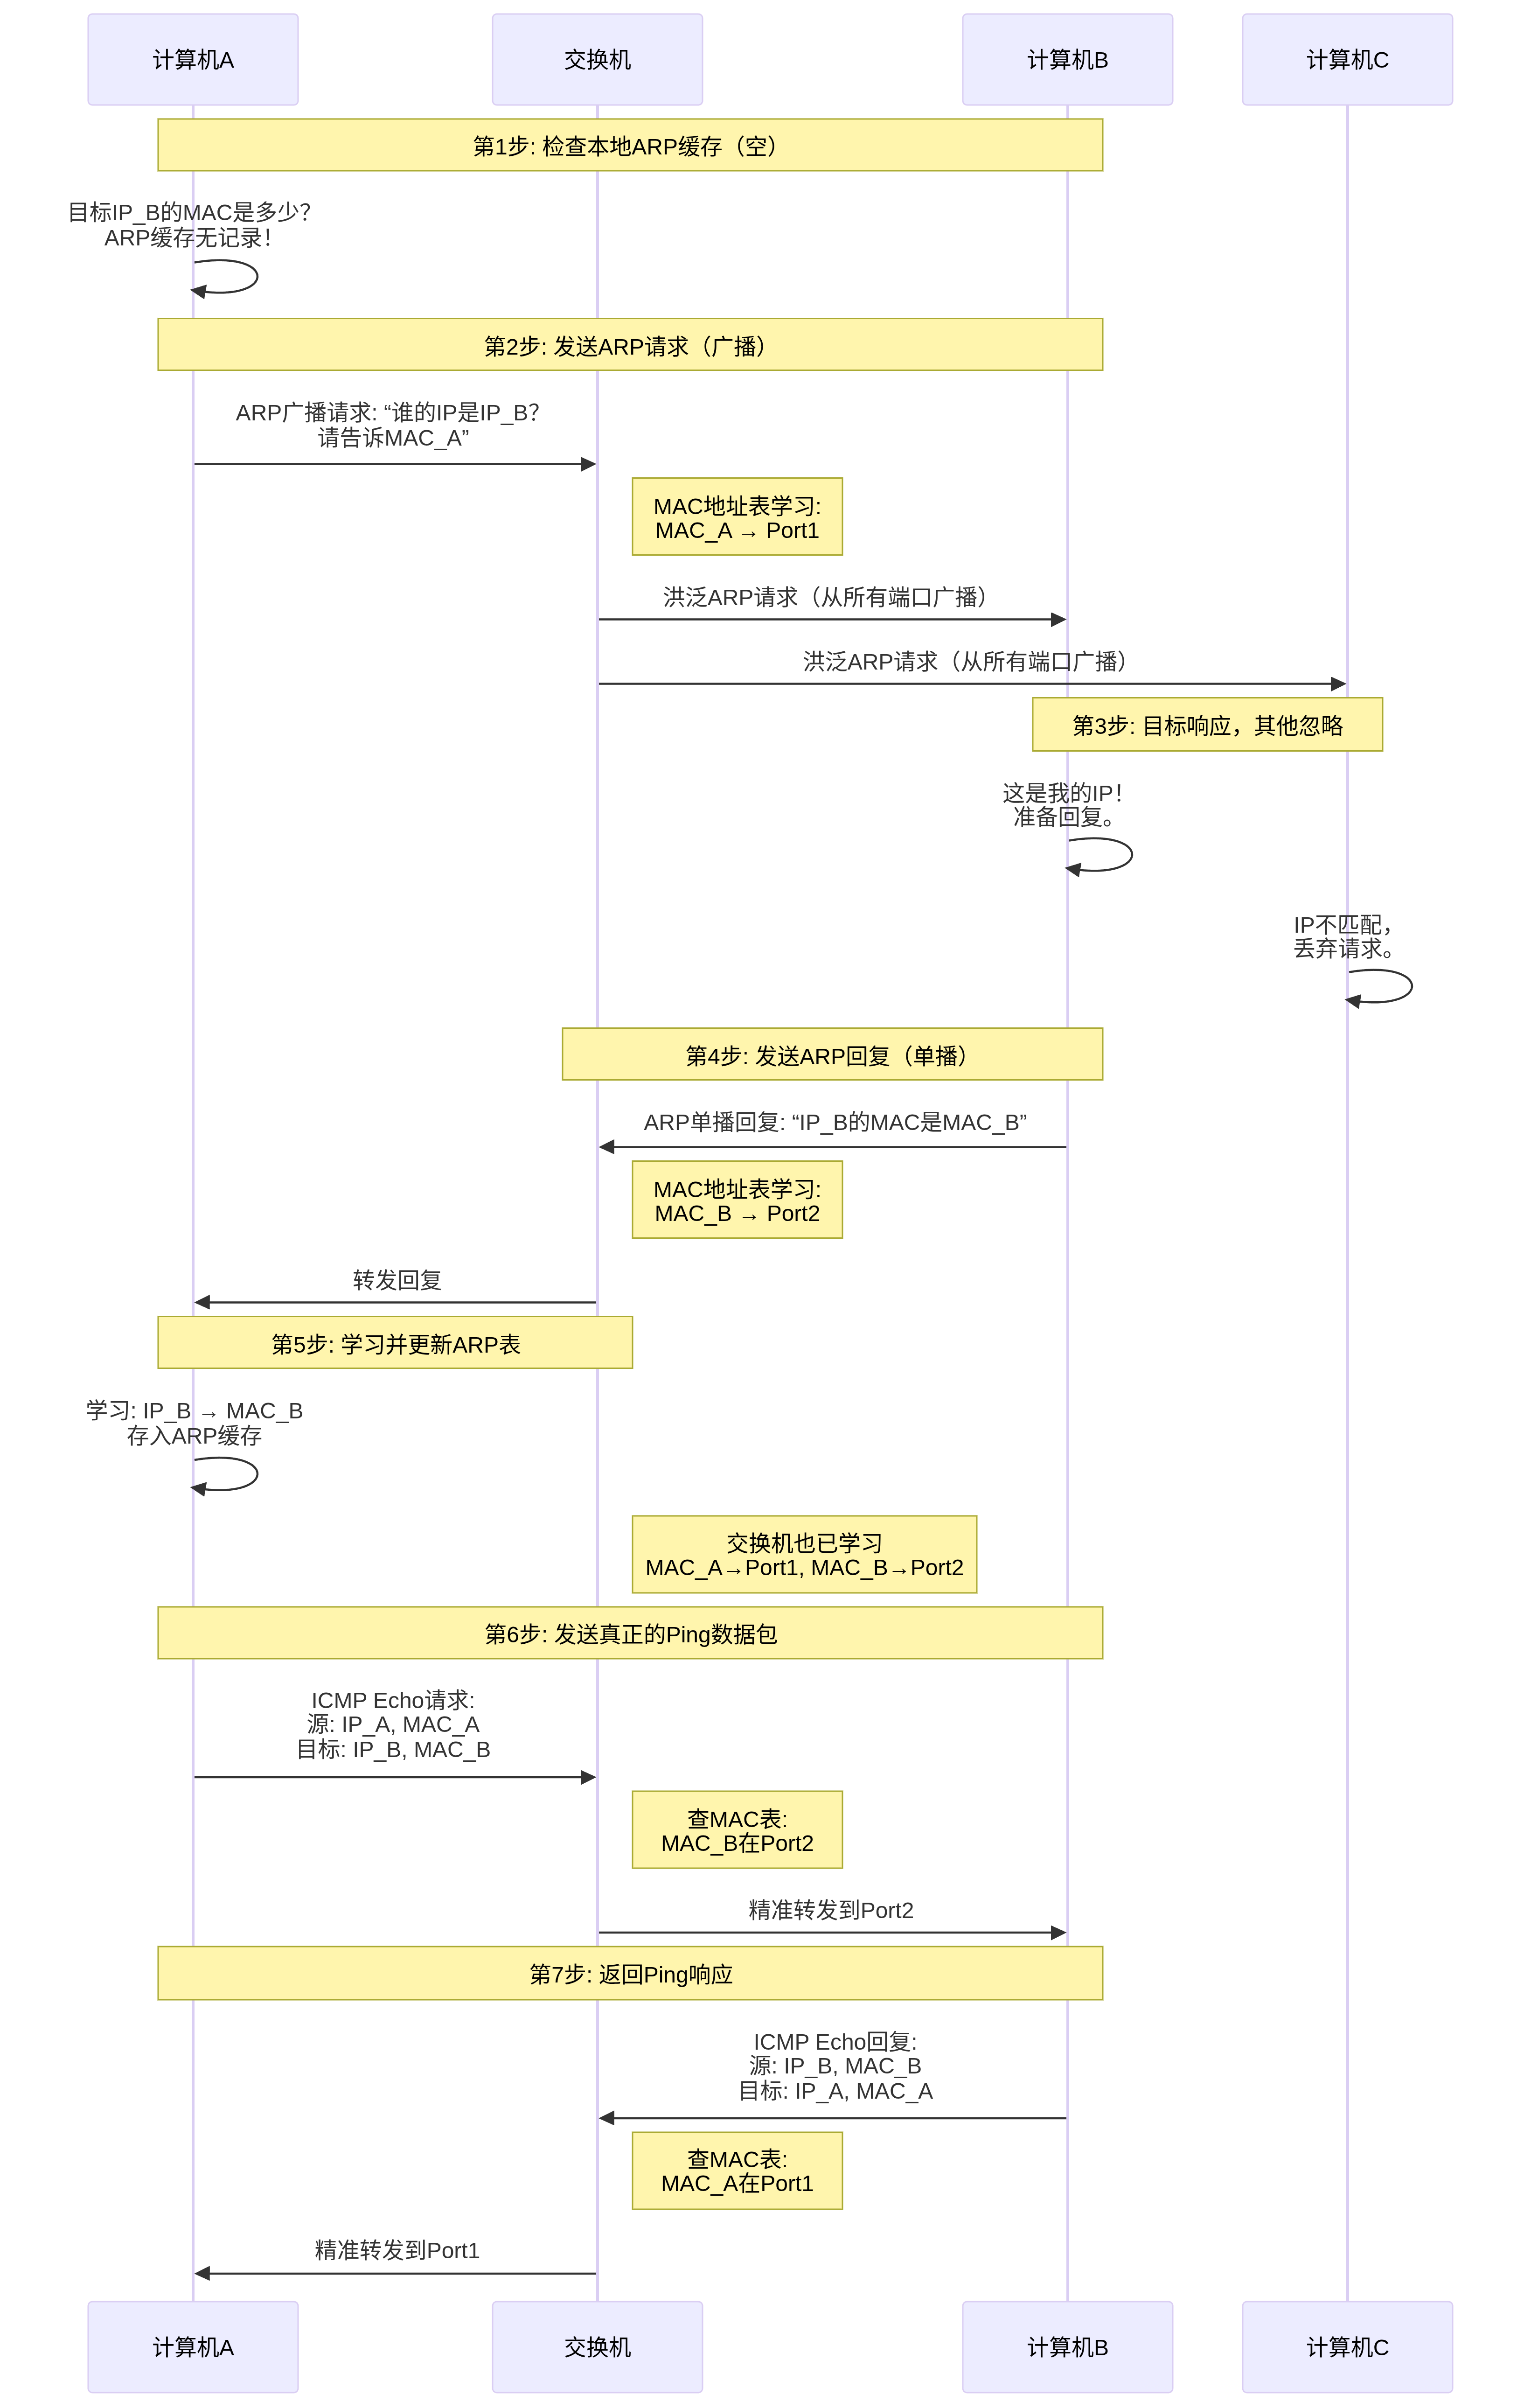 计算机A
交换机
计算机B
计算机C
第1步: 检查本地ARP缓存（空）
目标IP_B的MAC是多少？
ARP缓存无记录！
第2步: 发送ARP请求（广播）
ARP广播请求: “谁的IP是IP_B？
请告诉MAC_A”
MAC地址表学习:
MAC_A → Port1
洪泛ARP请求（从所有端口广播）
洪泛ARP请求（从所有端口广播）
第3步: 目标响应，其他忽略
这是我的IP！
准备回复。
IP不匹配，
丢弃请求。
第4步: 发送ARP回复（单播）
ARP单播回复: “IP_B的MAC是MAC_B”
MAC地址表学习:
MAC_B → Port2
转发回复
第5步: 学习并更新ARP表
学习: IP_B → MAC_B
存入ARP缓存
交换机也已学习
MAC_A→Port1, MAC_B→Port2
第6步: 发送真正的Ping数据包
ICMP Echo请求:
源: IP_A, MAC_A
目标: IP_B, MAC_B
查MAC表:
MAC_B在Port2
精准转发到Port2
第7步: 返回Ping响应
ICMP Echo回复:
源: IP_B, MAC_B
目标: IP_A, MAC_A
查MAC表:
MAC_A在Port1
精准转发到Port1
计算机A
交换机
计算机B
计算机C